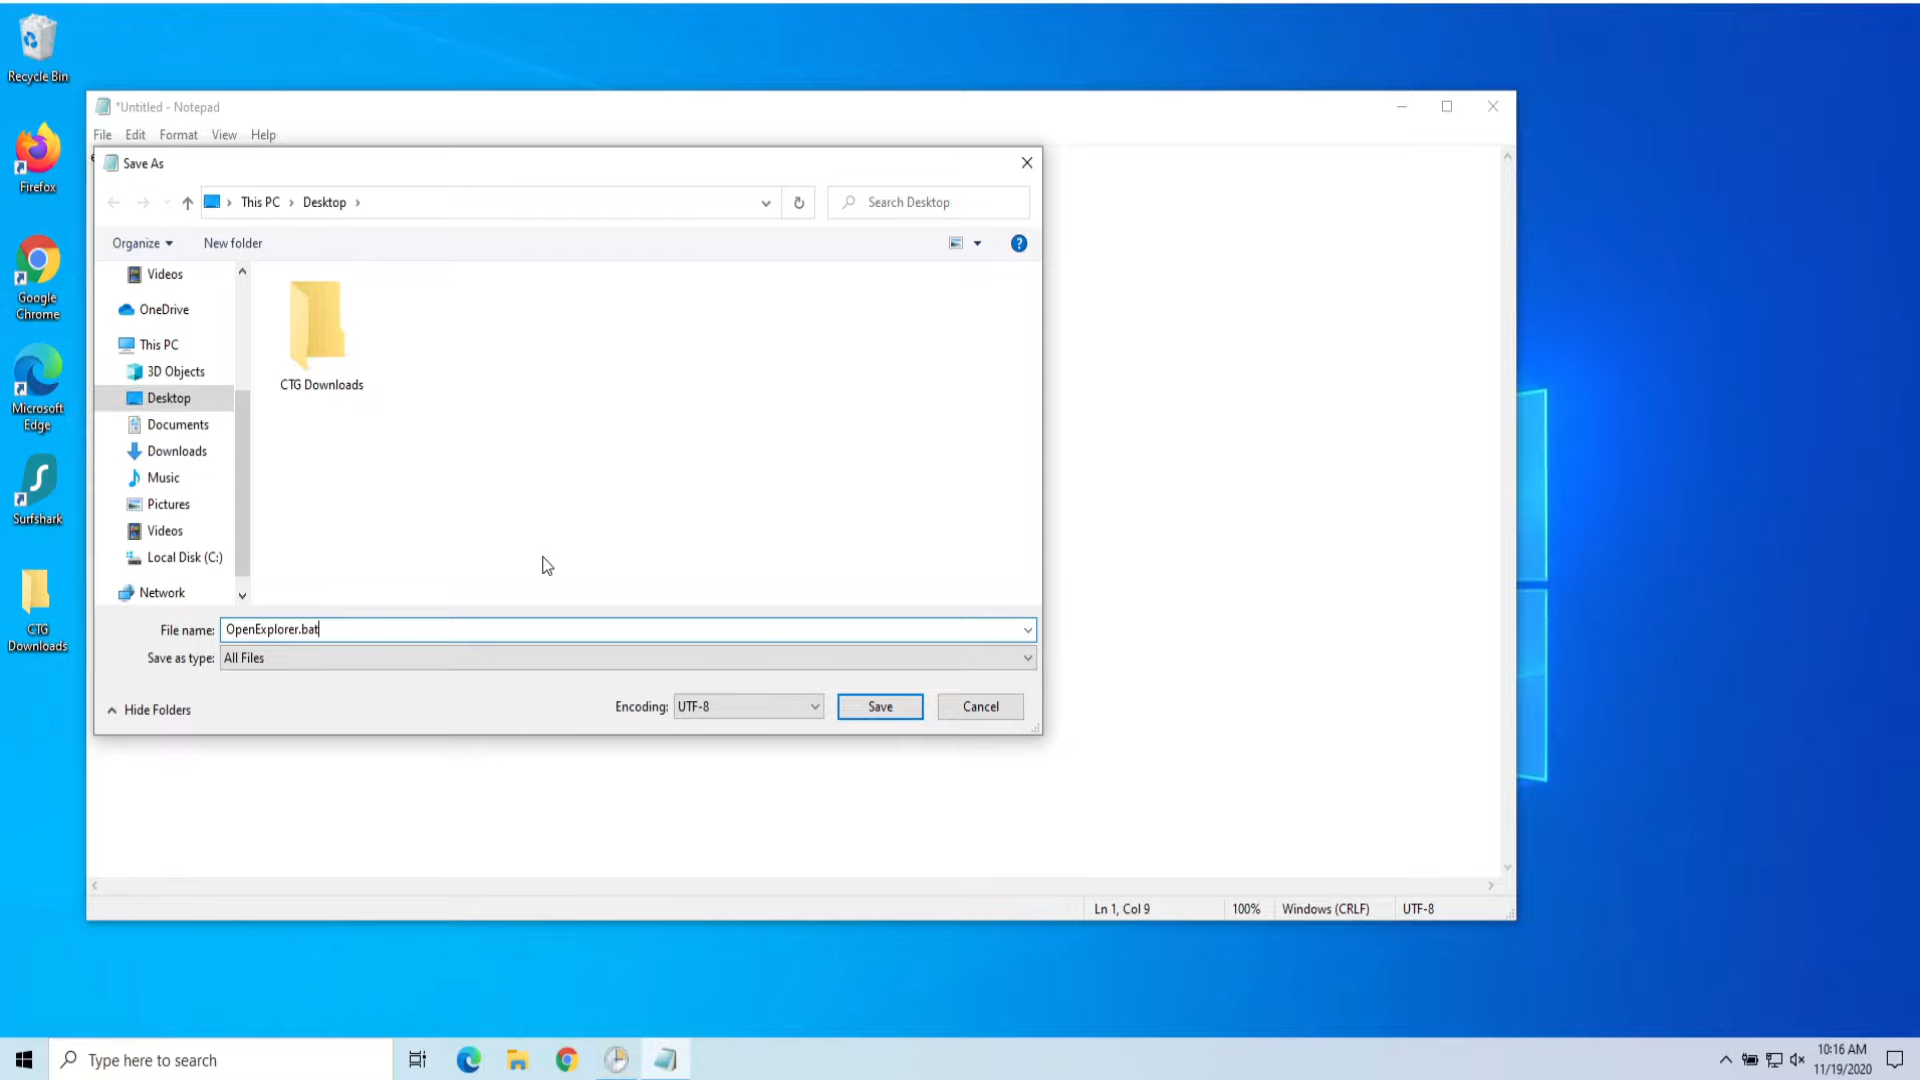 Recycle Bin
Firefox
Google
Chrome
Microsoft
Edge
Surfshark
CTG
Downloads
*Untitled - Notepad
File Edit Format View Help
Save As
This PC Desktop
Search Desktop
Organize New folder
Videos
OneDrive
This PC
3D Objects
Desktop
Documents
Downloads
Music
Pictures
Videos
Local Disk (C:)
Network
CTG Downloads
File name: OpenExplorer.bat
Save as type: All Files
Hide Folders
Encoding: UTF-8 Save Cancel
Ln 1, Col 9 100% Windows (CRLF) UTF-8
Type here to search
10:16 AM
11/19/2020